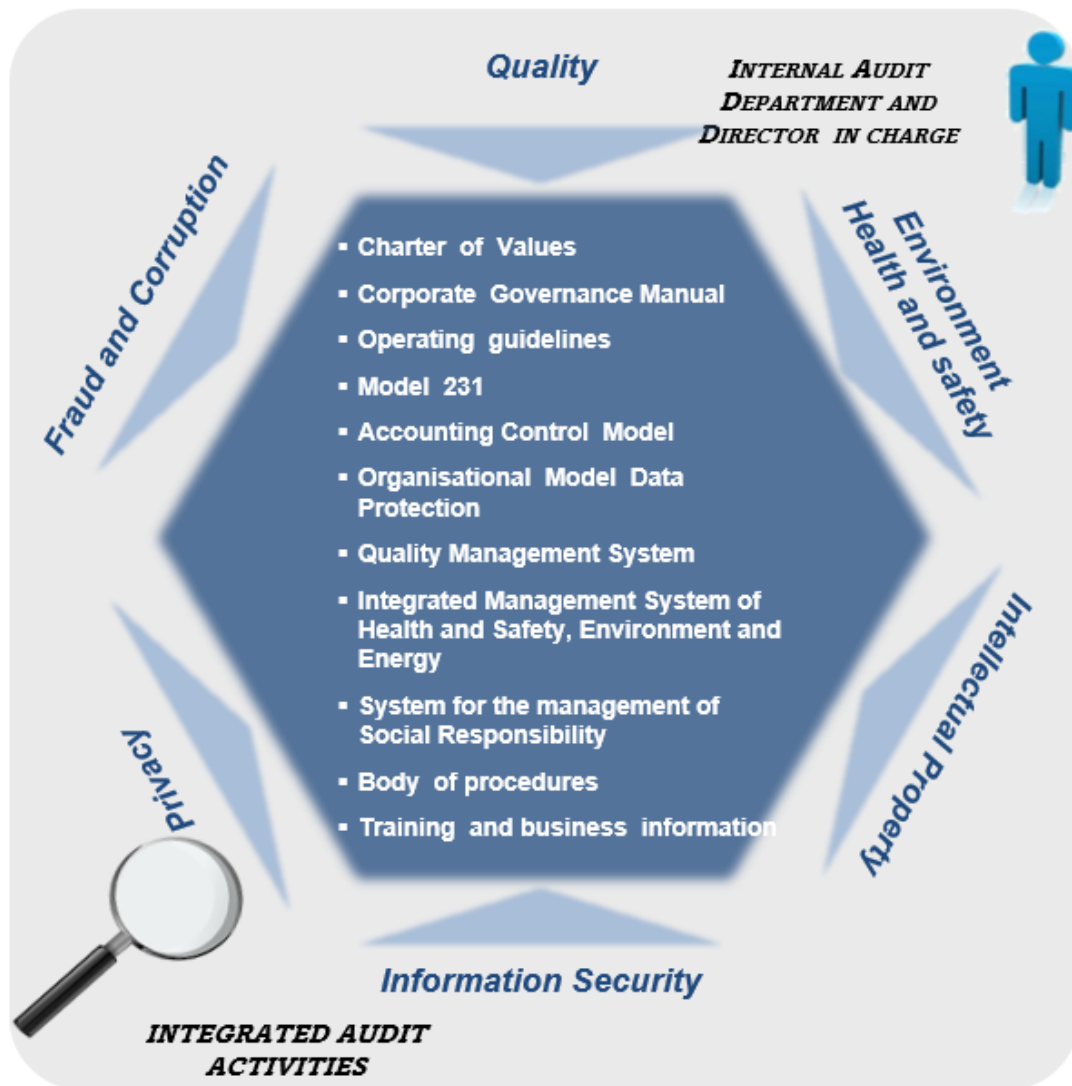 Quality
INTERNAL AUDIT
DEPARTMENT AND
DIRECTOR IN CHARGE
Fraud and Corruption
Environment
Health and safety
▪ Charter of Values
▪ Corporate Governance Manual
▪ Operating guidelines
▪ Model 231
▪ Accounting Control Model
▪ Organisational Model Data
Protection
▪ Quality Management System
▪ Integrated Management System of
Health and Safety, Environment and
Energy
▪ System for the management of
Social Responsibility
▪ Body of procedures
▪ Training and business information
Privacy
Intellectual Property
Information Security
INTEGRATED AUDIT
ACTIVITIES